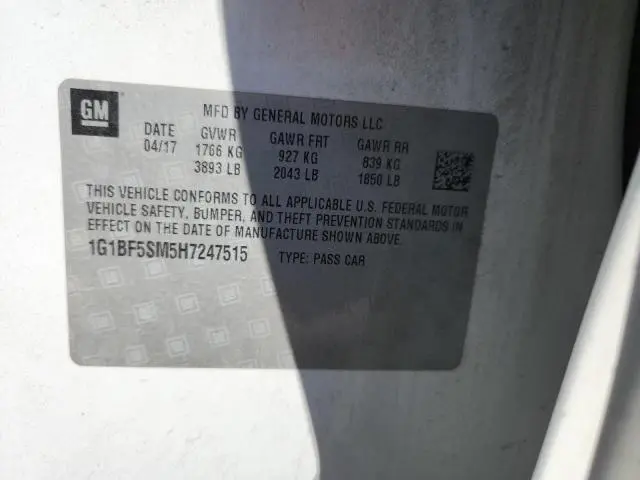 GM
MFD BY GENERAL MOTORS LLC
DATE GVWR GAWR FRT GAWR RR
04/17 1766 KG 927 KG 839 KG
3893 LB 2043 LB 1850 LB
THIS VEHICLE CONFORMS TO ALL APPLICABLE U.S. FEDERAL MOTOR
VEHICLE SAFETY, BUMPER, AND THEFT PREVENTION STANDARDS IN
EFFECT ON THE DATE OF MANUFACTURE SHOWN ABOVE.
1G1BF5SM5H7247515 TYPE: PASS CAR